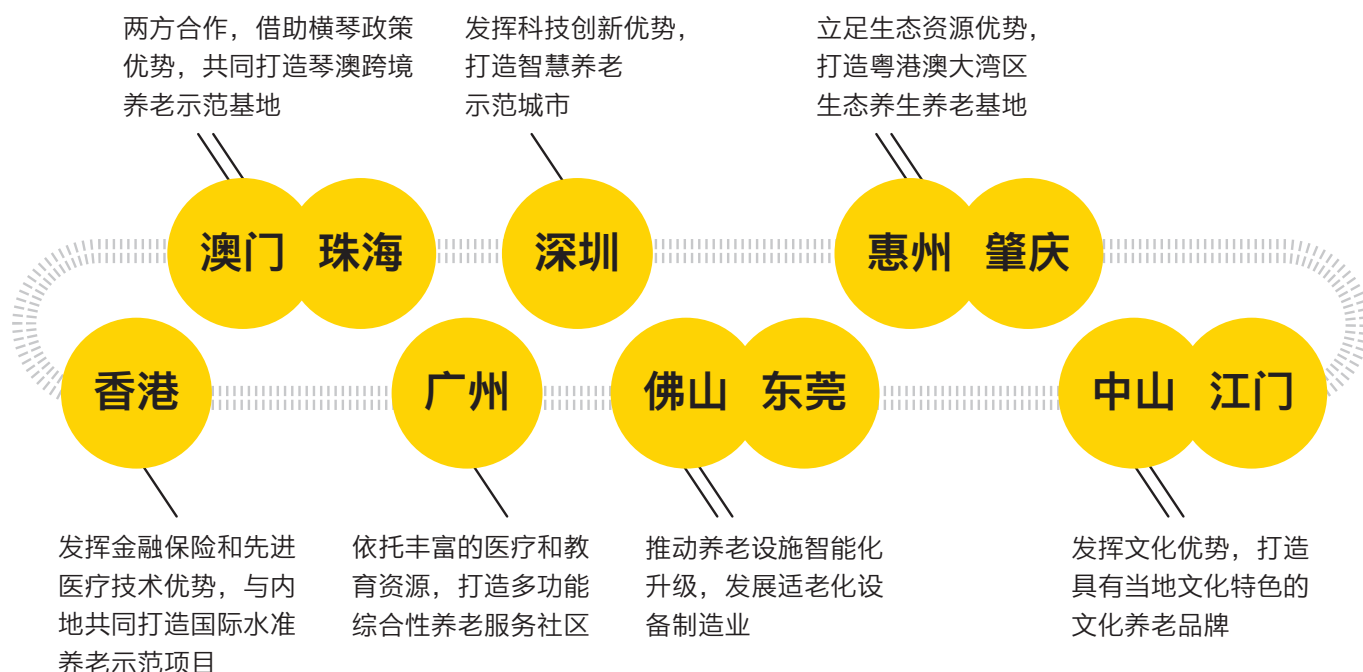 两方合作，借助横琴政策
优势，共同打造琴澳跨境
养老示范基地
发挥科技创新优势，
打造智慧养老
示范城市
立足生态资源优势，
打造粤港澳大湾区
生态养生养老基地
澳门 珠海
深圳
惠州 肇庆
香港
广州
佛山 东莞
中山 江门
发挥金融保险和先进
医疗技术优势，与内
地共同打造国际水准
养老示范项目
依托丰富的医疗和教
育资源，打造多功能
综合性养老服务社区
推动养老设施智能化
升级，发展适老化设
备制造业
发挥文化优势，打造
具有当地文化特色的
文化养老品牌